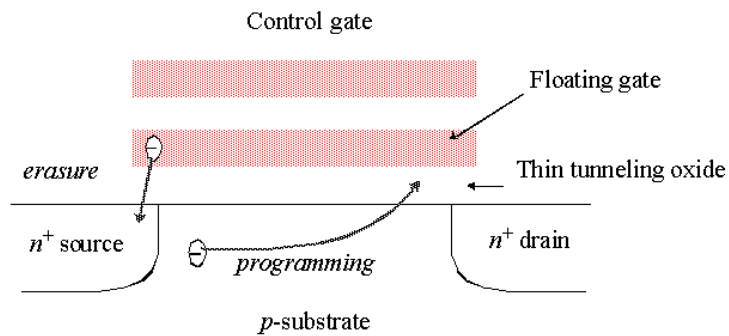 Control gate
Floating gate
erasure
Thin tunneling oxide
n+ source
programming
n+ drain
p-substrate